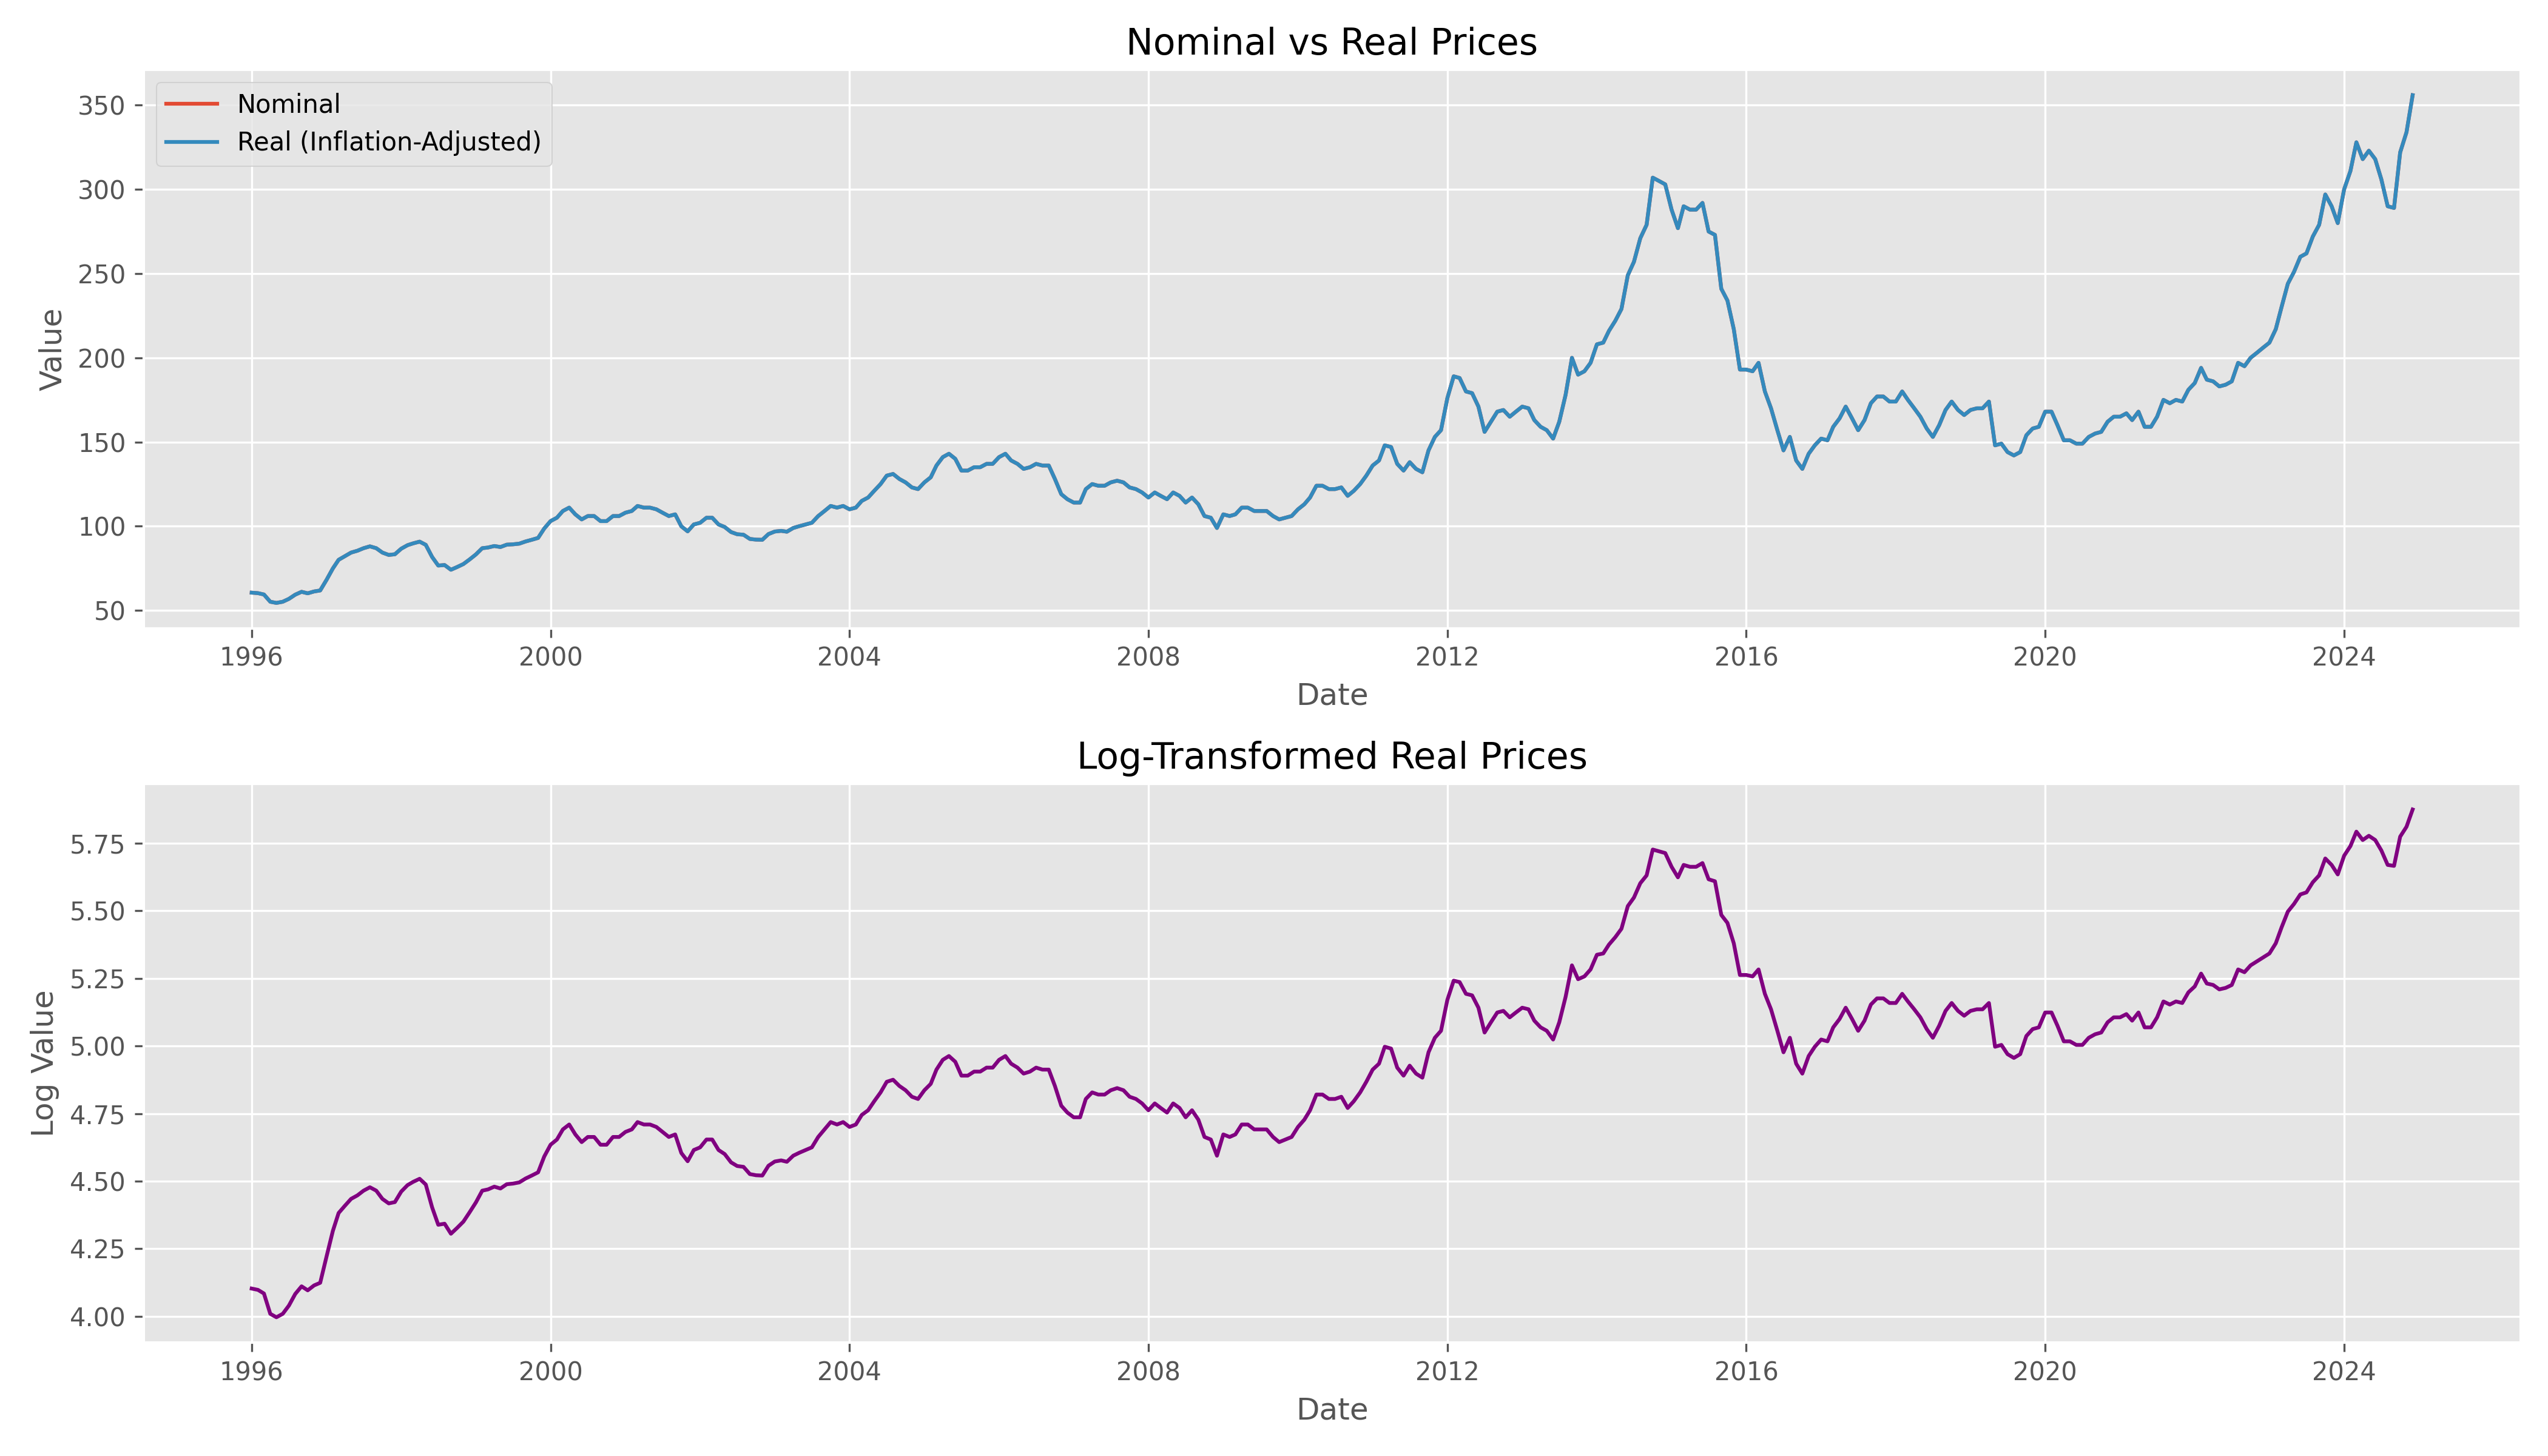 Nominal vs Real Prices
Nominal
Real (Inflation-Adjusted)
350
300
250
200
150
100
50
Value
1996 2000 2004 2008 2012 2016 2020 2024
Date
Log-Transformed Real Prices
5.75
5.50
5.25
5.00
4.75
4.50
4.25
4.00
Log Value
1996 2000 2004 2008 2012 2016 2020 2024
Date